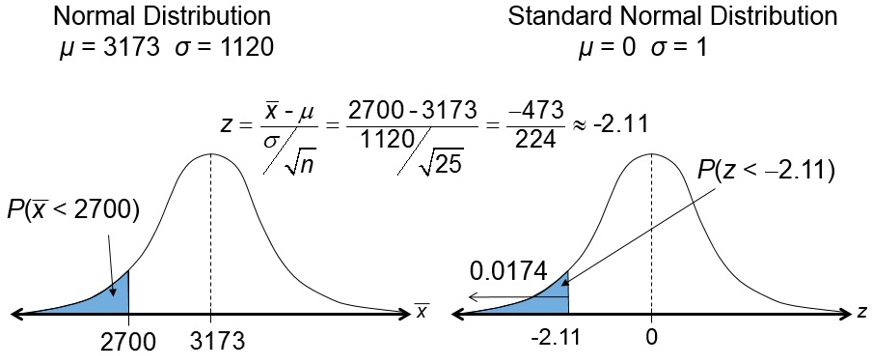 Normal Distribution
μ = 3173 σ = 1120
Standard Normal Distribution
μ = 0 σ = 1
z = (x̅ - μ)/(σ/√n) = (2700 - 3173)/(1120/√25) = −473/224 ≈ -2.11
P(x̅ < 2700)
P(z < −2.11)
0.0174
x̅
z
2700 3173
-2.11 0